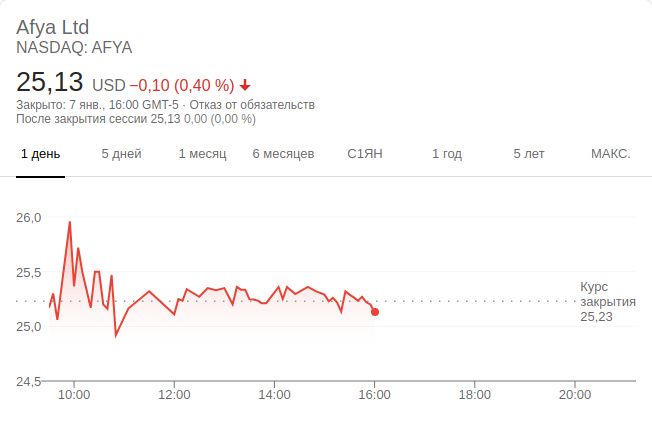 Afya Ltd
NASDAQ: AFYA
25,13 USD −0,10 (0,40 %)
Закрыто: 7 янв., 16:00 GMT-5 · Отказ от обязательств
После закрытия сессии 25,13 0,00 (0,00 %)
1 день 5 дней 1 месяц 6 месяцев С1ЯН 1 год 5 лет МАКС.
26,0
25,5
Курс
закрытия
25,23
25,0
24,5
10:00 12:00 14:00 16:00 18:00 20:00